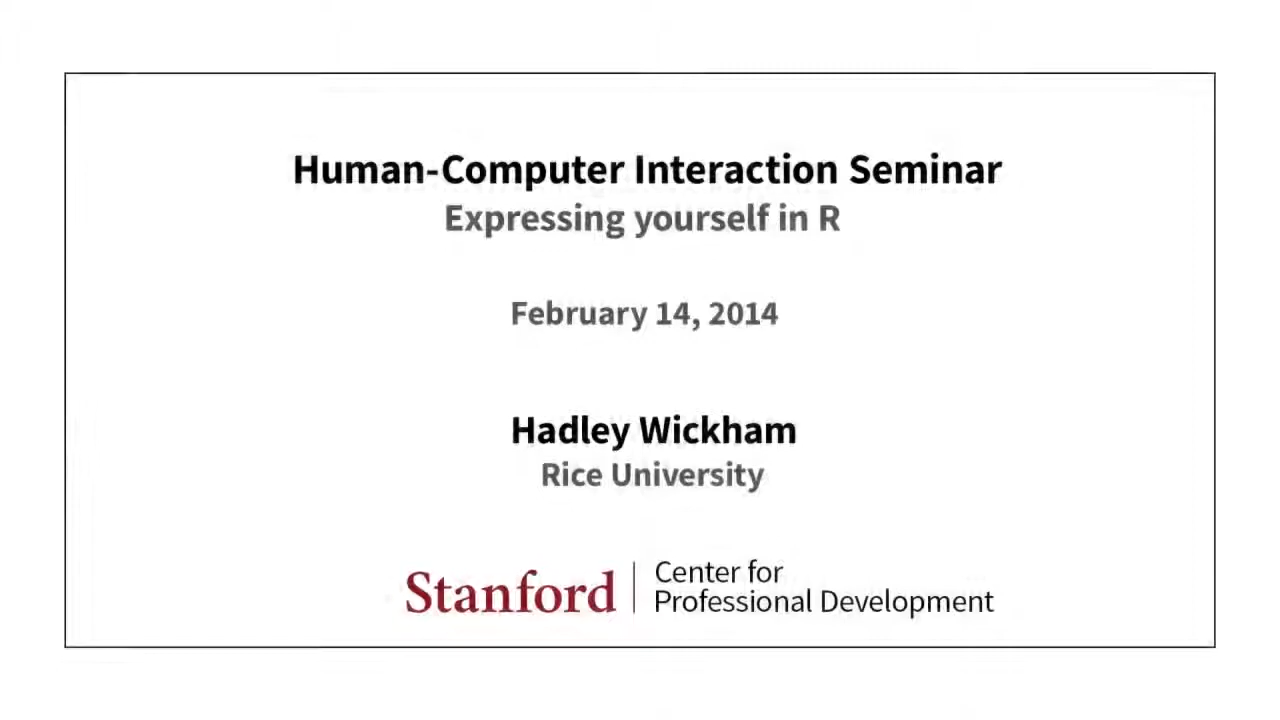 Human-Computer Interaction Seminar
Expressing yourself in R
February 14, 2014
Hadley Wickham
Rice University
Stanford
Center for
Professional Development